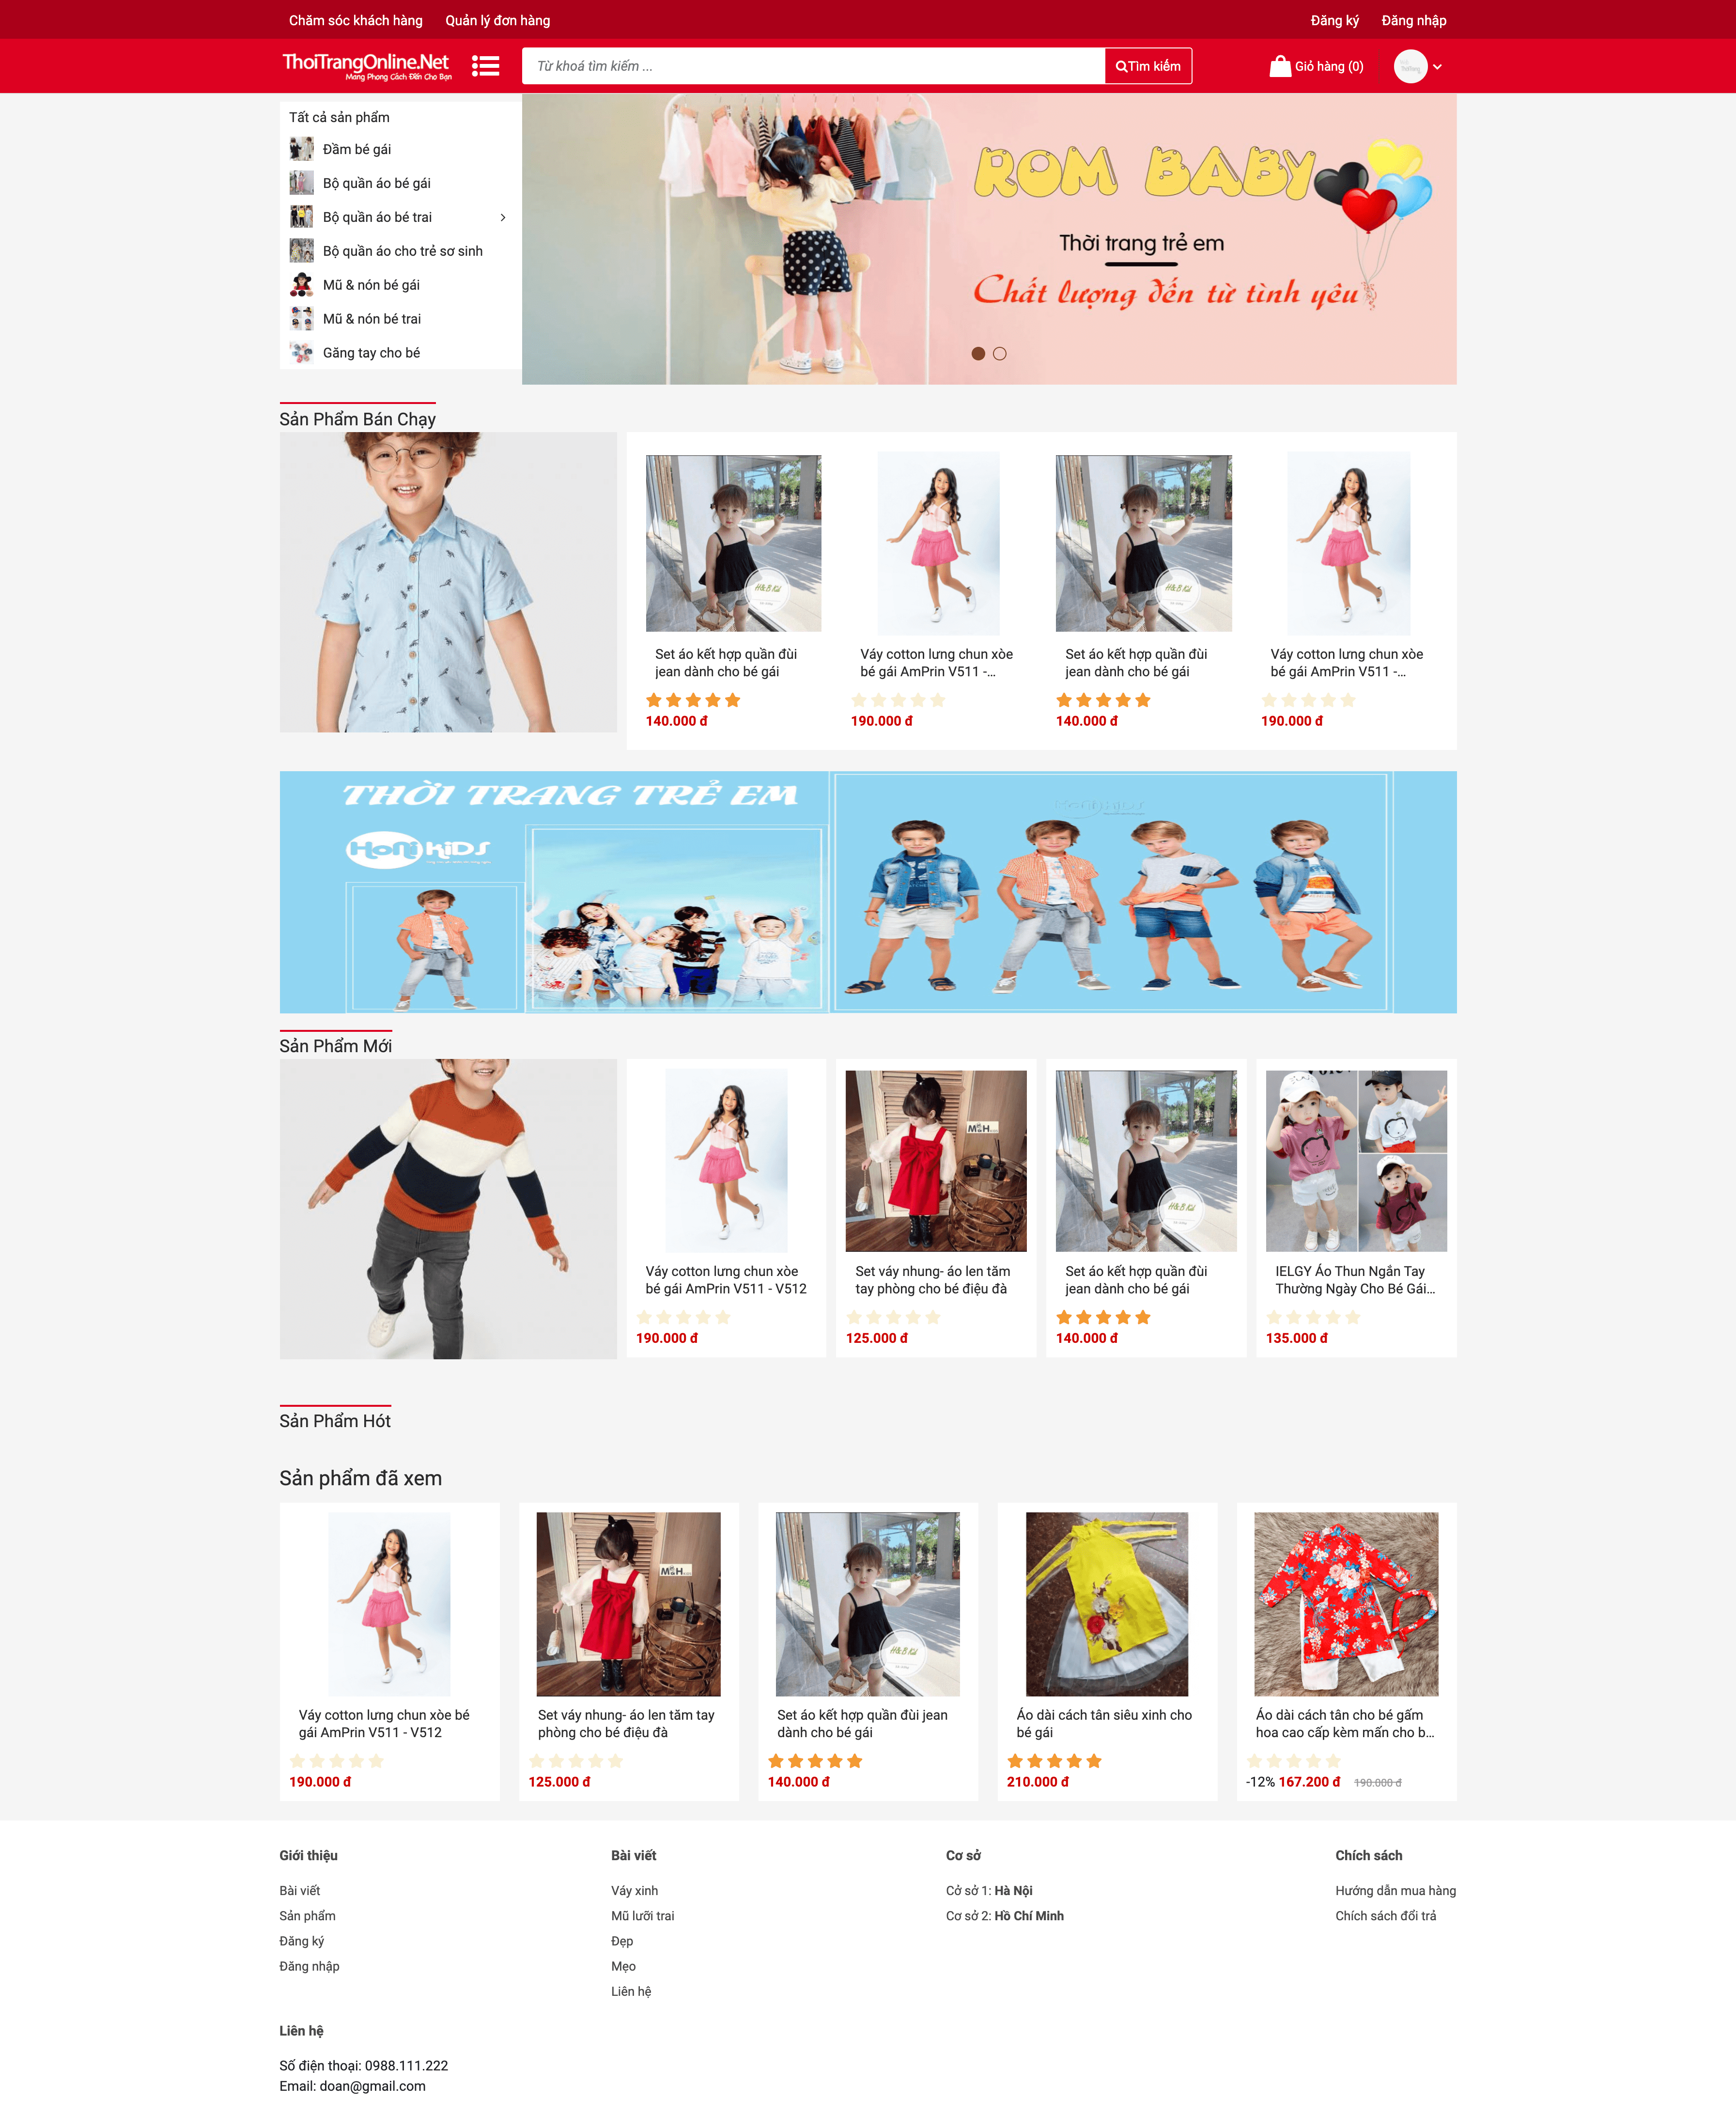 Chăm sóc khách hàng Quản lý đơn hàng Đăng ký Đăng nhập
ThoiTrangOnline.Net
Mang Phong Cách Đến Cho Bạn
Từ khoá tìm kiếm ...
Tìm kiếm
Giỏ hàng (0)
Tất cả sản phẩm
Đầm bé gái
Bộ quần áo bé gái
Bộ quần áo bé trai
Bộ quần áo cho trẻ sơ sinh
Mũ & nón bé gái
Mũ & nón bé trai
Găng tay cho bé
ROM BABY
Thời trang trẻ em
Chất lượng đến từ tình yêu
Sản Phẩm Bán Chạy
H&B Kid
Set áo kết hợp quần đùi
jean dành cho bé gái
140.000 đ
Váy cotton lưng chun xòe
bé gái AmPrin V511 -...
190.000 đ
H&B Kid
Set áo kết hợp quần đùi
jean dành cho bé gái
140.000 đ
Váy cotton lưng chun xòe
bé gái AmPrin V511 -...
190.000 đ
THỜI TRANG TRẺ EM
HoNi KiDS
Sản Phẩm Mới
Váy cotton lưng chun xòe
bé gái AmPrin V511 - V512
190.000 đ
M&H
Set váy nhung- áo len tăm
tay phòng cho bé điệu đà
125.000 đ
H&B Kid
Set áo kết hợp quần đùi
jean dành cho bé gái
140.000 đ
IELGY Áo Thun Ngắn Tay
Thường Ngày Cho Bé Gái...
135.000 đ
Sản Phẩm Hót
Sản phẩm đã xem
Váy cotton lưng chun xòe bé
gái AmPrin V511 - V512
190.000 đ
M&H
Set váy nhung- áo len tăm tay
phòng cho bé điệu đà
125.000 đ
H&B Kid
Set áo kết hợp quần đùi jean
dành cho bé gái
140.000 đ
Áo dài cách tân siêu xinh cho
bé gái
210.000 đ
Áo dài cách tân cho bé gấm
hoa cao cấp kèm mấn cho b...
-12% 167.200 đ 190.000 đ
Giới thiệu
Bài viết
Sản phẩm
Đăng ký
Đăng nhập
Bài viết
Váy xinh
Mũ lưỡi trai
Đẹp
Mẹo
Liên hệ
Cơ sở
Cở sở 1: Hà Nội
Cơ sở 2: Hồ Chí Minh
Chích sách
Hướng dẫn mua hàng
Chích sách đổi trả
Liên hệ
Số điện thoại: 0988.111.222
Email: doan@gmail.com